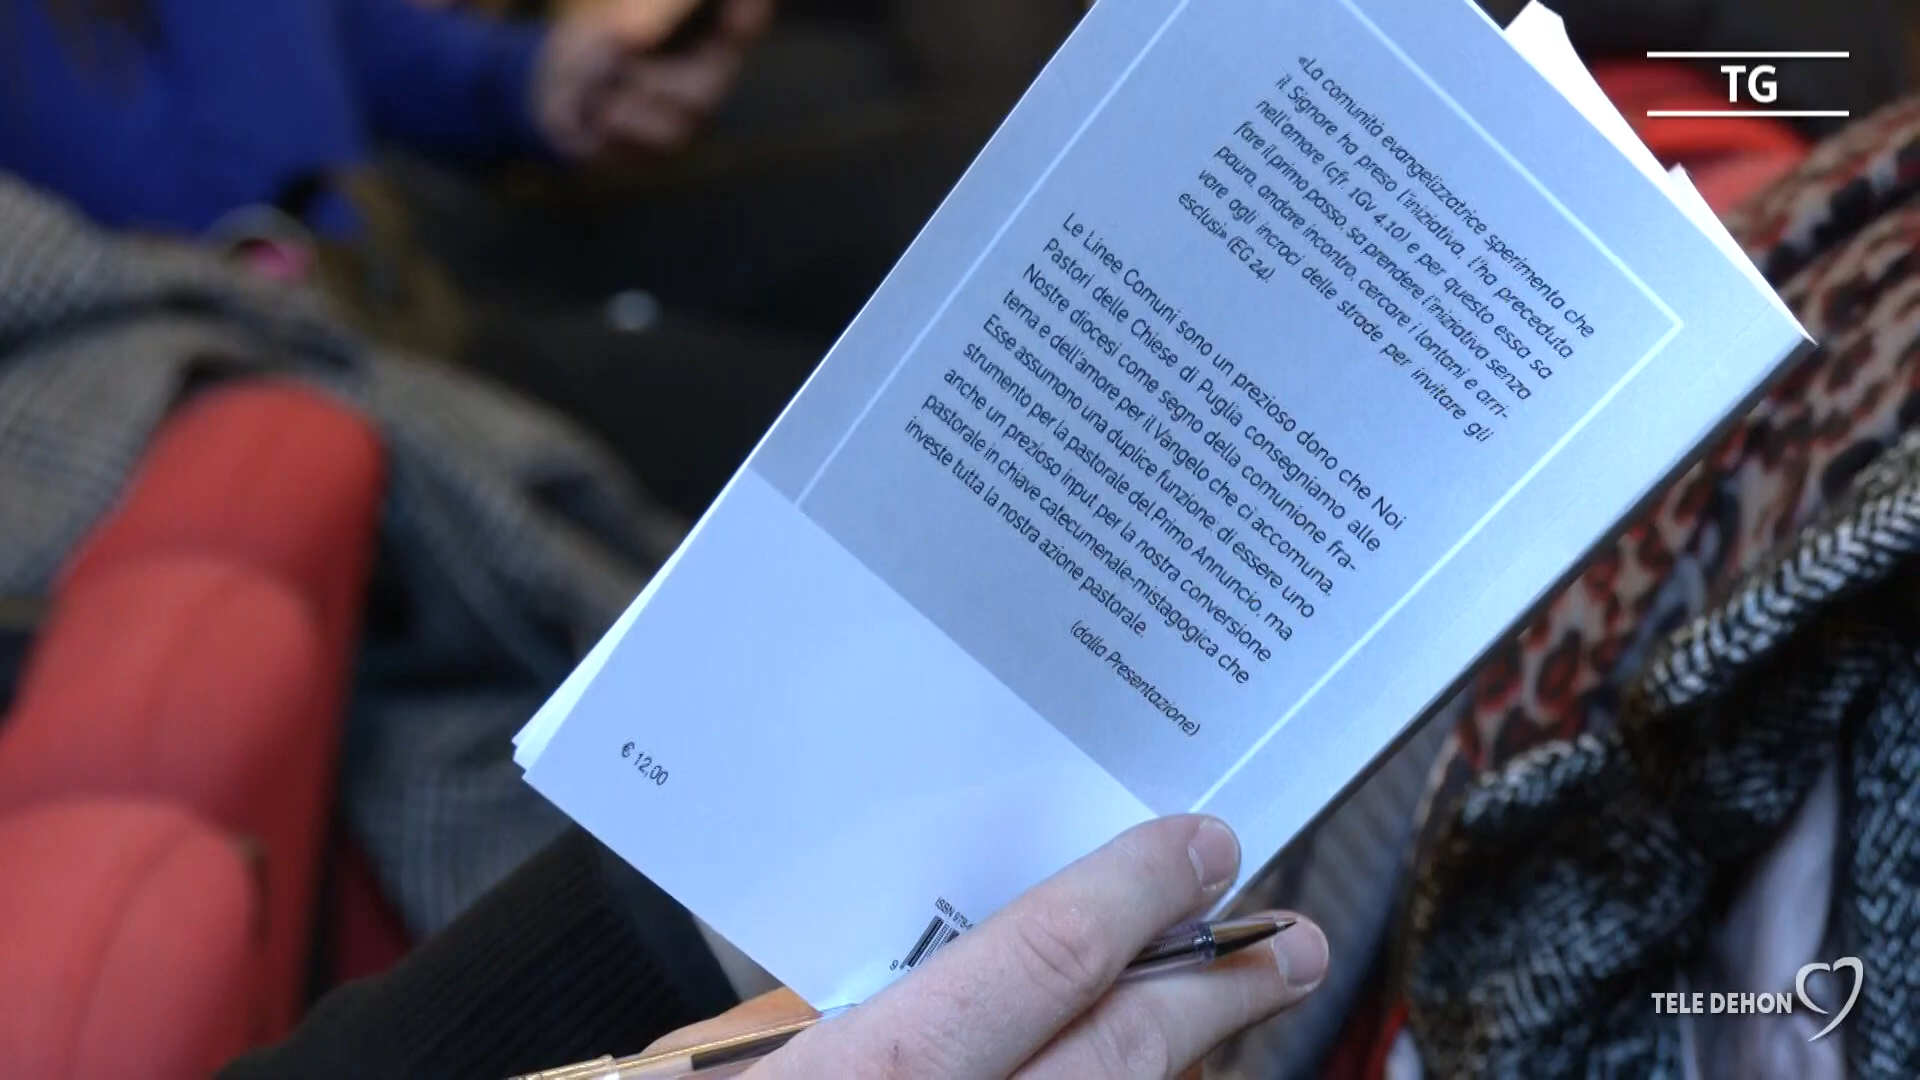 TG
«La comunità evangelizzatrice sperimenta che
il Signore ha preso l'iniziativa, l'ha preceduta
nell'amore (cfr. 1Gv 4,10) e per questo essa sa
fare il primo passo, sa prendere l'iniziativa senza
paura, andare incontro, cercare i lontani e arri-
vare agli incroci delle strade per invitare gli
esclusi» (EG 24).
Le Linee Comuni sono un prezioso dono che Noi
Pastori delle Chiese di Puglia consegniamo alle
Nostre diocesi come segno della comunione fra-
terna e dell'amore per il Vangelo che ci accomuna.
Esse assumono una duplice funzione: di essere uno
strumento per la pastorale del Primo Annuncio, ma
anche un prezioso input per la nostra conversione
pastorale in chiave catecumenale-mistagogica che
investe tutta la nostra azione pastorale.
(dalla Presentazione)
€ 12,00
ISBN 978-
9
TELE DEHON